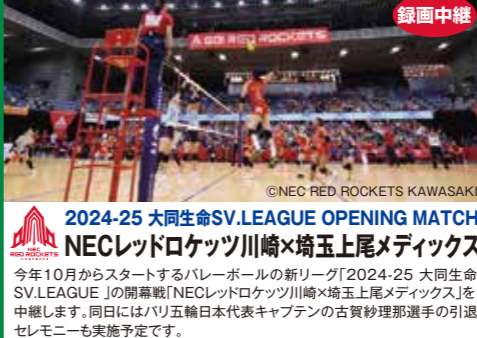 録画中継
A GO! RED ROCKETS
©NEC RED ROCKETS KAWASAKI
2024-25 大同生命SV.LEAGUE OPENING MATCH
NEC
RED ROCKETS
NECレッドロケッツ川崎×埼玉上尾メディックス
今年10月からスタートするバレーボールの新リーグ「2024-25 大同生命
SV.LEAGUE 」の開幕戦「NECレッドロケッツ川崎×埼玉上尾メディックス」を
中継します。同日にはパリ五輪日本代表キャプテンの古賀紗理那選手の引退
セレモニーも実施予定です。